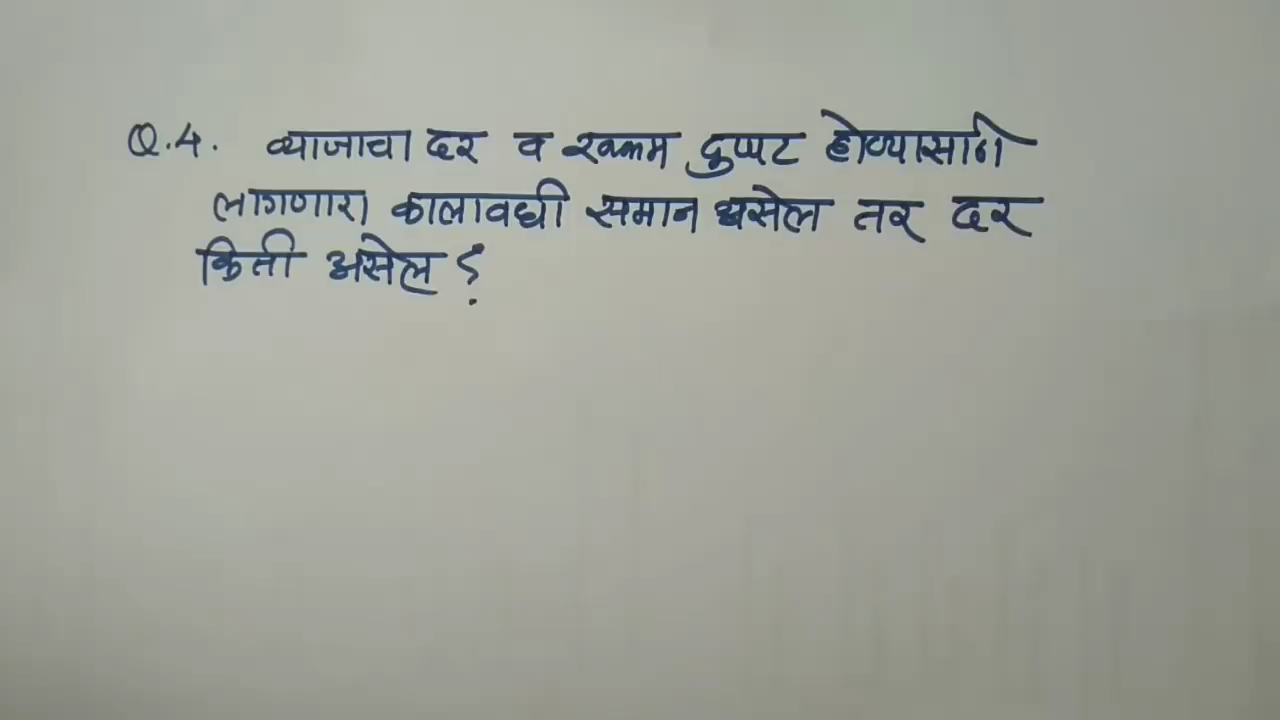 Q.4. व्याजाचा दर व रक्कम दुप्पट होण्यासाठी
लागणारा कालावधी समान असेल तर दर
किती असेल ?